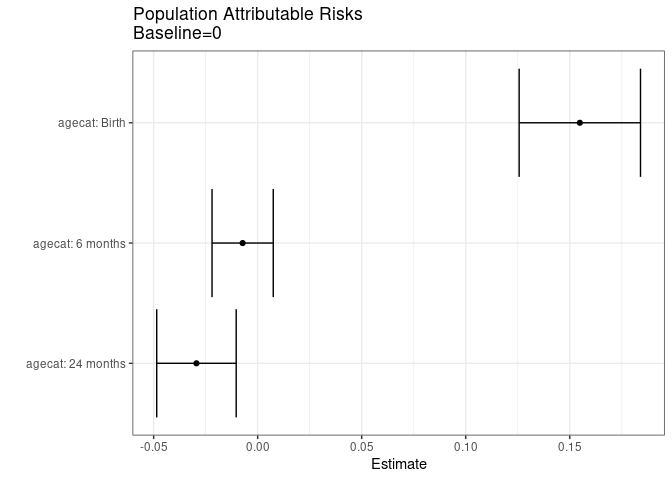 Population Attributable Risks
Baseline=0
agecat: Birth
agecat: 6 months
agecat: 24 months
-0.05 0.00 0.05 0.10 0.15
Estimate